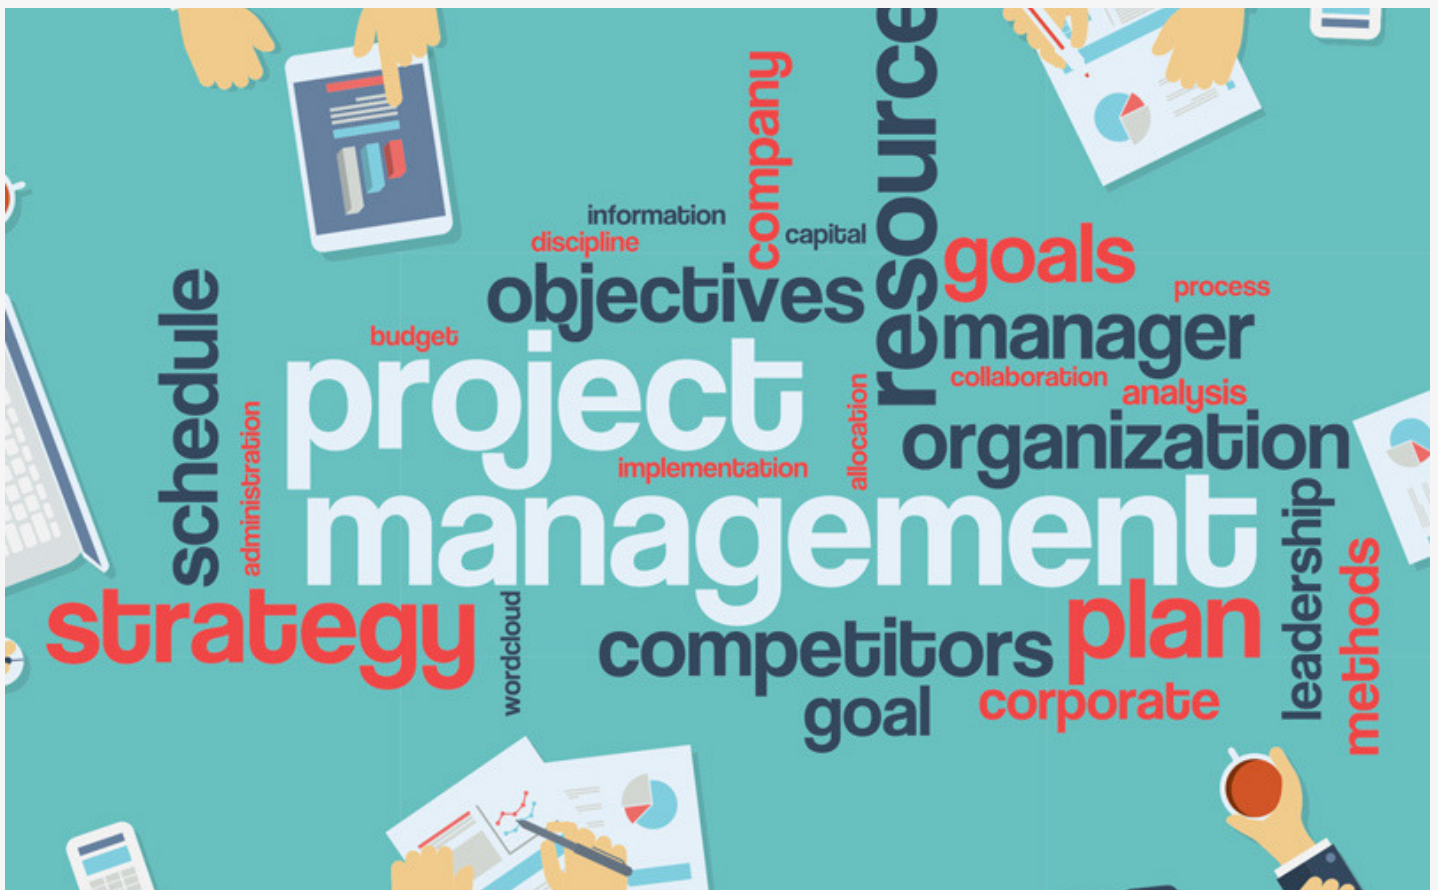 resource
company
information
capital
discipline
goals
objectives
process
schedule
budget
manager
project
collaboration
analysis
allocation
administration
organization
implementation
management
leadership
methods
strategy
wordcloud
plan
competitors
goal
corporate